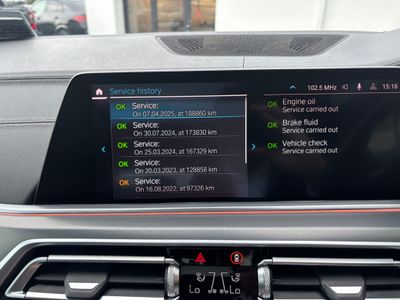 Service history
102.5 MHz
15:16
OK Service:
On 07.04.2025, at 188860 km
OK Service:
On 30.07.2024, at 173830 km
OK Service:
On 25.03.2024, at 167329 km
OK Service:
On 20.03.2023, at 128858 km
OK Service:
On 16.08.2022, at 97326 km
OK Engine oil
Service carried out
OK Brake fluid
Service carried out
OK Vehicle check
Service carried out
Lo
Lo